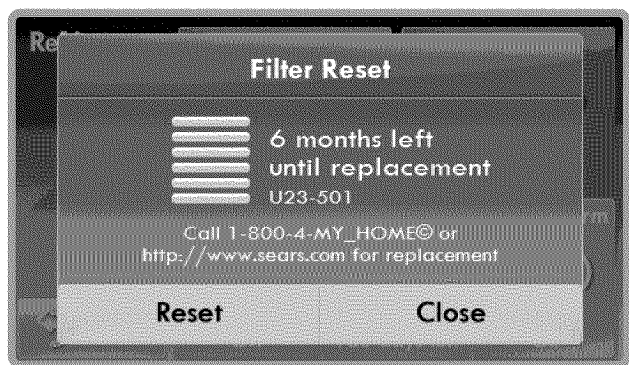 Filter Reset
6 months left
until replacement
U23-501
Call 1-800-4-MY_HOME© or
http://www.sears.com for replacement
Reset
Close